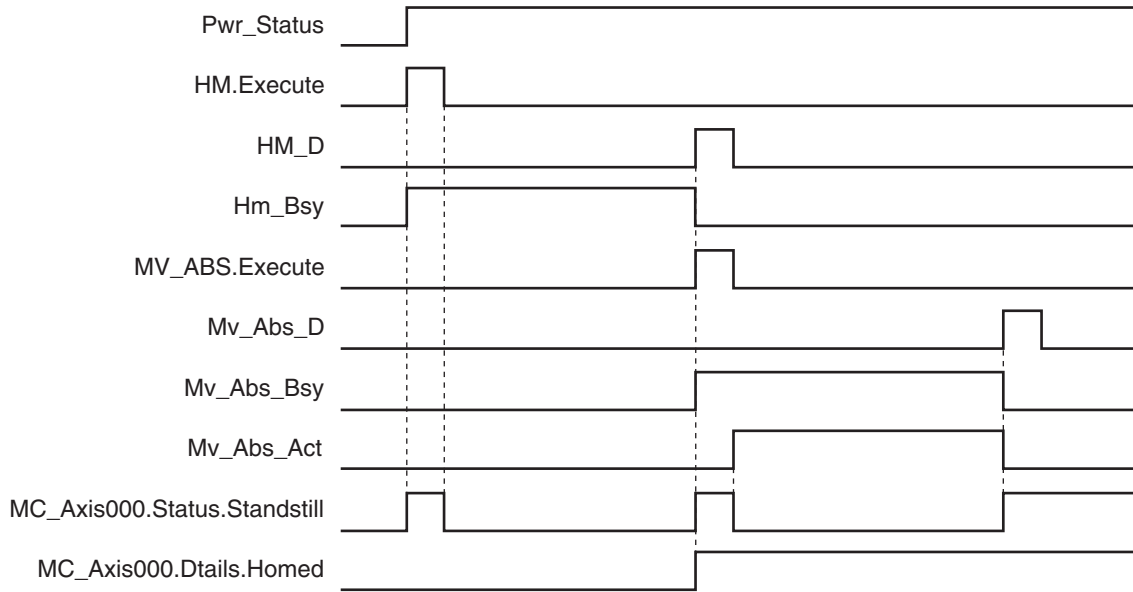 Pwr_Status
HM.Execute
HM_D
Hm_Bsy
MV_ABS.Execute
Mv_Abs_D
Mv_Abs_Bsy
Mv_Abs_Act
MC_Axis000.Status.Standstill
MC_Axis000.Dtails.Homed